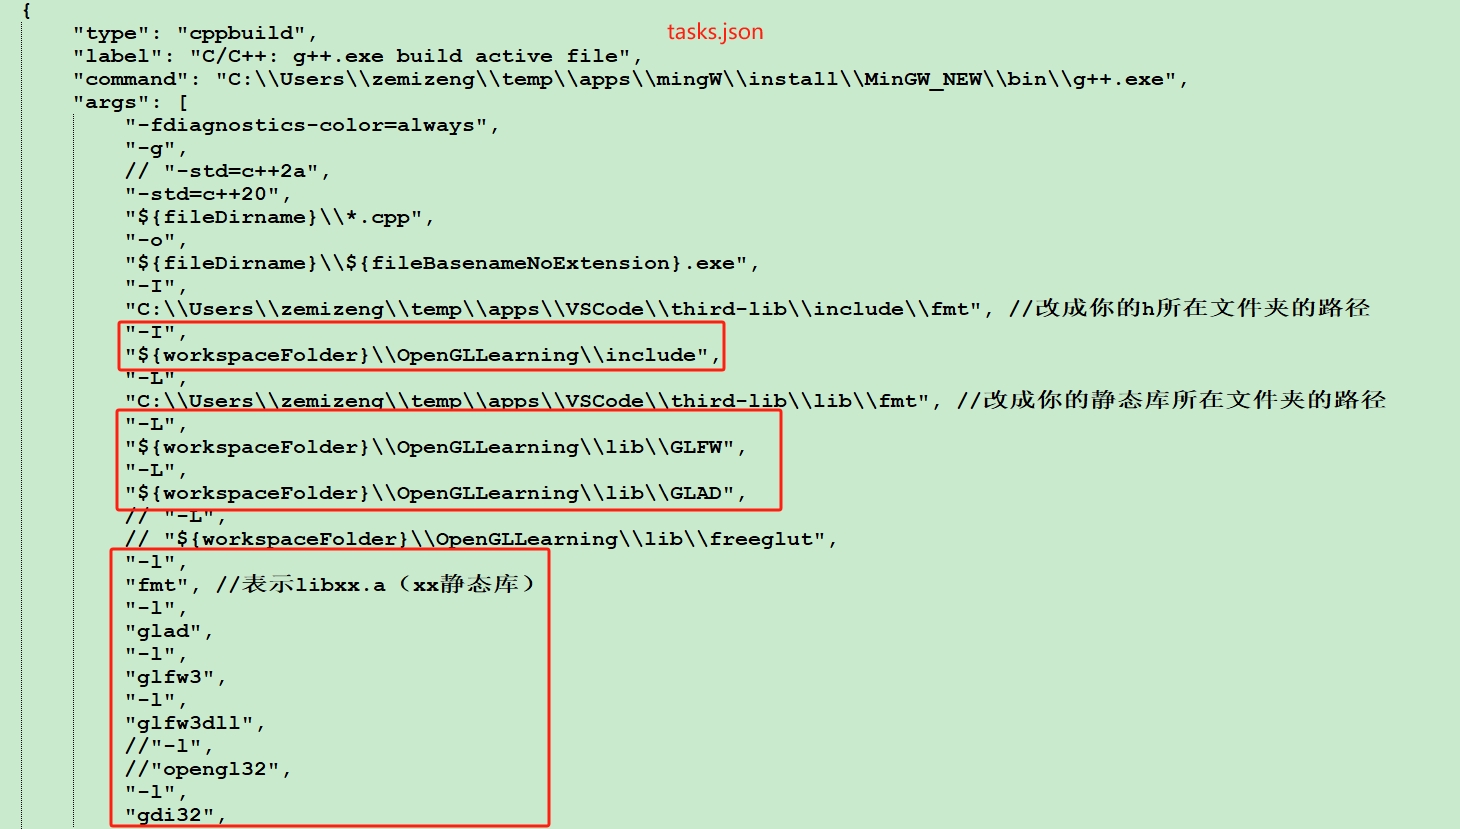 {
"type": "cppbuild",
tasks.json
"label": "C/C++: g++.exe build active file",
"command": "C:\\Users\\zemizeng\\temp\\apps\\mingW\\install\\MinGW_NEW\\bin\\g++.exe",
"args": [
"-fdiagnostics-color=always",
"-g",
// "-std=c++2a",
"-std=c++20",
"${fileDirname}\\*.cpp",
"-o",
"${fileDirname}\\${fileBasenameNoExtension}.exe",
"-I",
"C:\\Users\\zemizeng\\temp\\apps\\VSCode\\third-lib\\include\\fmt", //改成你的h所在文件夹的路径
"-I",
"${workspaceFolder}\\OpenGLLearning\\include",
"-L",
"C:\\Users\\zemizeng\\temp\\apps\\VSCode\\third-lib\\lib\\fmt", //改成你的静态库所在文件夹的路径
"-L",
"${workspaceFolder}\\OpenGLLearning\\lib\\GLFW",
"-L",
"${workspaceFolder}\\OpenGLLearning\\lib\\GLAD",
// "-L",
// "${workspaceFolder}\\OpenGLLearning\\lib\\freeglut",
"-l",
"fmt", //表示libxx.a（xx静态库）
"-l",
"glad",
"-l",
"glfw3",
"-l",
"glfw3dll",
//"-l",
//"opengl32",
"-l",
"gdi32",